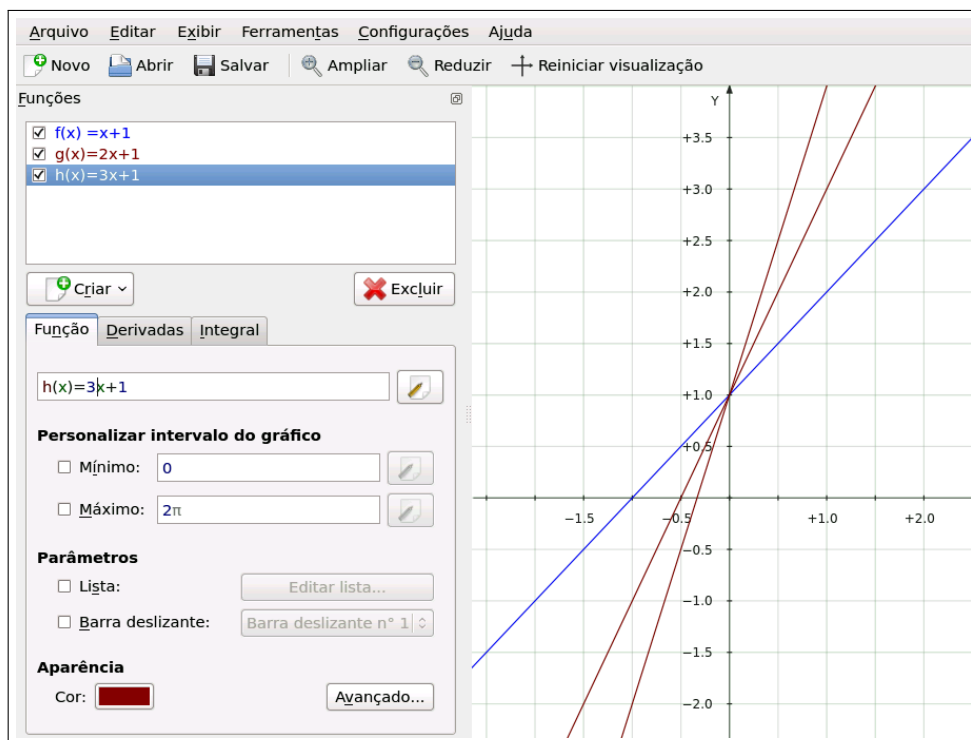 Arquivo Editar Exibir Ferramentas Configurações Ajuda
Novo Abrir Salvar Ampliar Reduzir Reiniciar visualização
Funções
f(x) =x+1
g(x)=2x+1
h(x)=3x+1
Criar Excluir
Função Derivadas Integral
h(x)=3x+1
Personalizar intervalo do gráfico
Mínimo: 0
Máximo: 2π
Parâmetros
Lista: Editar lista...
Barra deslizante: Barra deslizante n° 1
Aparência
Cor: Avançado...
Y
+3.5
+3.0
+2.5
+2.0
+1.5
+1.0
+0.5
−1.5 −0.5 +1.0 +2.0
−0.5
−1.0
−1.5
−2.0